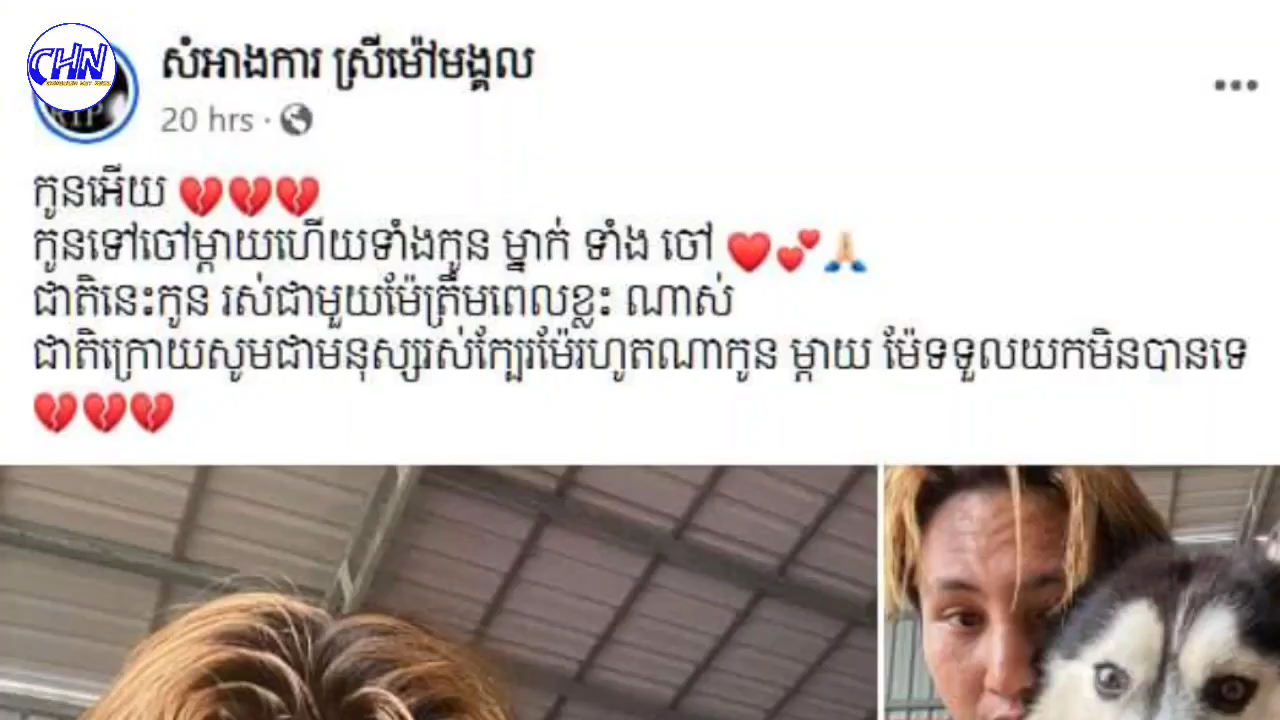 CHN
សំអាងការ ស្រីម៉ៅមង្គល
20 hrs ·
RIP
កូនអើយ 💔💔💔
កូនទៅចៅម្ដាយហើយទាំងកូន ម្នាក់ ទាំង ចៅ ❤️💕🙏🏻
ជាតិនេះកូន រស់ជាមួយម៉ែត្រឹមពេលខ្លះ ណាស់
ជាតិក្រោយសូមជាមនុស្សរស់ក្បែរម៉ែរហូតណាកូន ម្ដាយ ម៉ែទទួលយកមិនបានទេ
💔💔💔